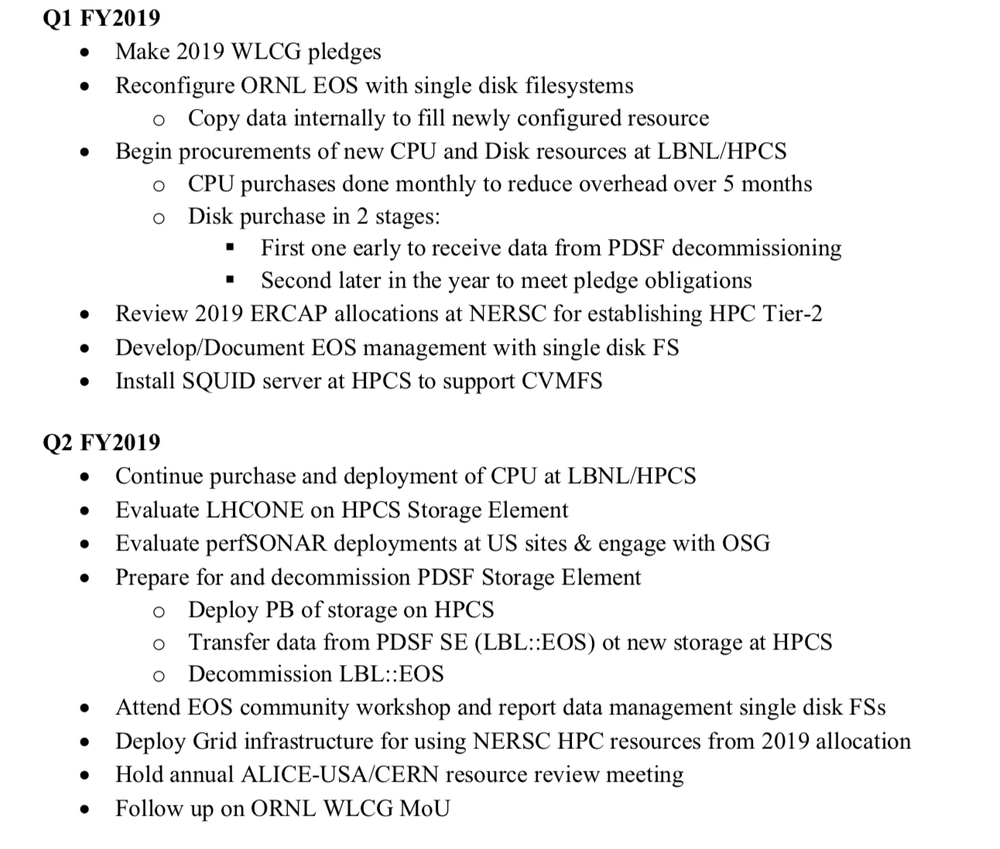 Q1 FY2019
• Make 2019 WLCG pledges
• Reconfigure ORNL EOS with single disk filesystems
o Copy data internally to fill newly configured resource
• Begin procurements of new CPU and Disk resources at LBNL/HPCS
o CPU purchases done monthly to reduce overhead over 5 months
o Disk purchase in 2 stages:
▪ First one early to receive data from PDSF decommissioning
▪ Second later in the year to meet pledge obligations
• Review 2019 ERCAP allocations at NERSC for establishing HPC Tier-2
• Develop/Document EOS management with single disk FS
• Install SQUID server at HPCS to support CVMFS
Q2 FY2019
• Continue purchase and deployment of CPU at LBNL/HPCS
• Evaluate LHCONE on HPCS Storage Element
• Evaluate perfSONAR deployments at US sites & engage with OSG
• Prepare for and decommission PDSF Storage Element
o Deploy PB of storage on HPCS
o Transfer data from PDSF SE (LBL::EOS) ot new storage at HPCS
o Decommission LBL::EOS
• Attend EOS community workshop and report data management single disk FSs
• Deploy Grid infrastructure for using NERSC HPC resources from 2019 allocation
• Hold annual ALICE-USA/CERN resource review meeting
• Follow up on ORNL WLCG MoU